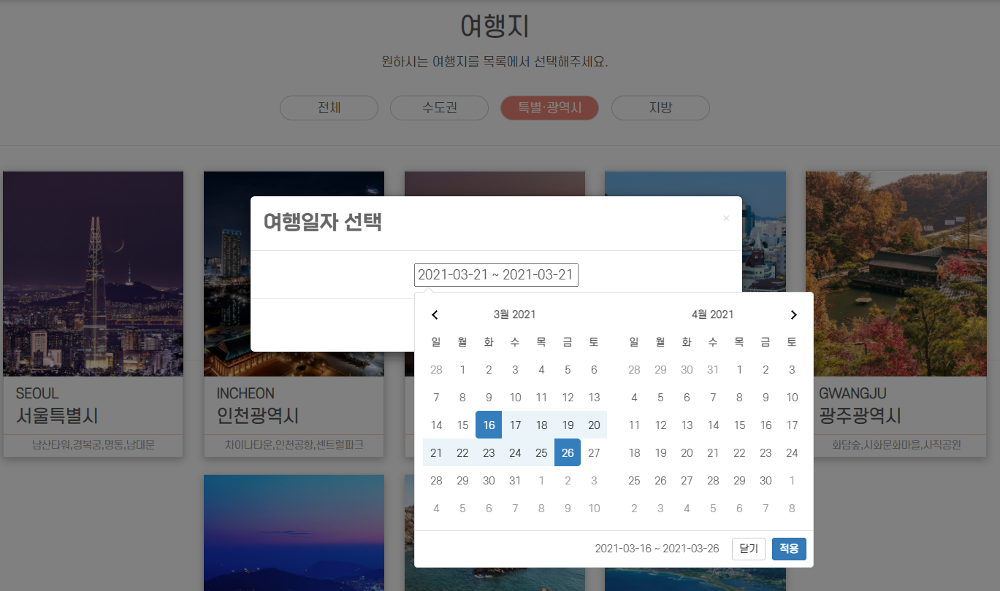 여행지
원하시는 여행지를 목록에서 선택해주세요.
전체 수도권 특별·광역시 지방
여행일자 선택 ×
2021-03-21 ~ 2021-03-21
3월 2021
일 월 화 수 목 금 토
28 1 2 3 4 5 6
7 8 9 10 11 12 13
14 15 16 17 18 19 20
21 22 23 24 25 26 27
28 29 30 31 1 2 3
4 5 6 7 8 9 10
4월 2021
일 월 화 수 목 금 토
28 29 30 31 1 2 3
4 5 6 7 8 9 10
11 12 13 14 15 16 17
18 19 20 21 22 23 24
25 26 27 28 29 30 1
2 3 4 5 6 7 8
2021-03-16 ~ 2021-03-26 닫기 적용
SEOUL
서울특별시
남산타워,경복궁,명동,남대문
INCHEON
인천광역시
차이나타운,인천공항,센트럴파크
GWANGJU
광주광역시
화담숲,시화문화마을,사직공원